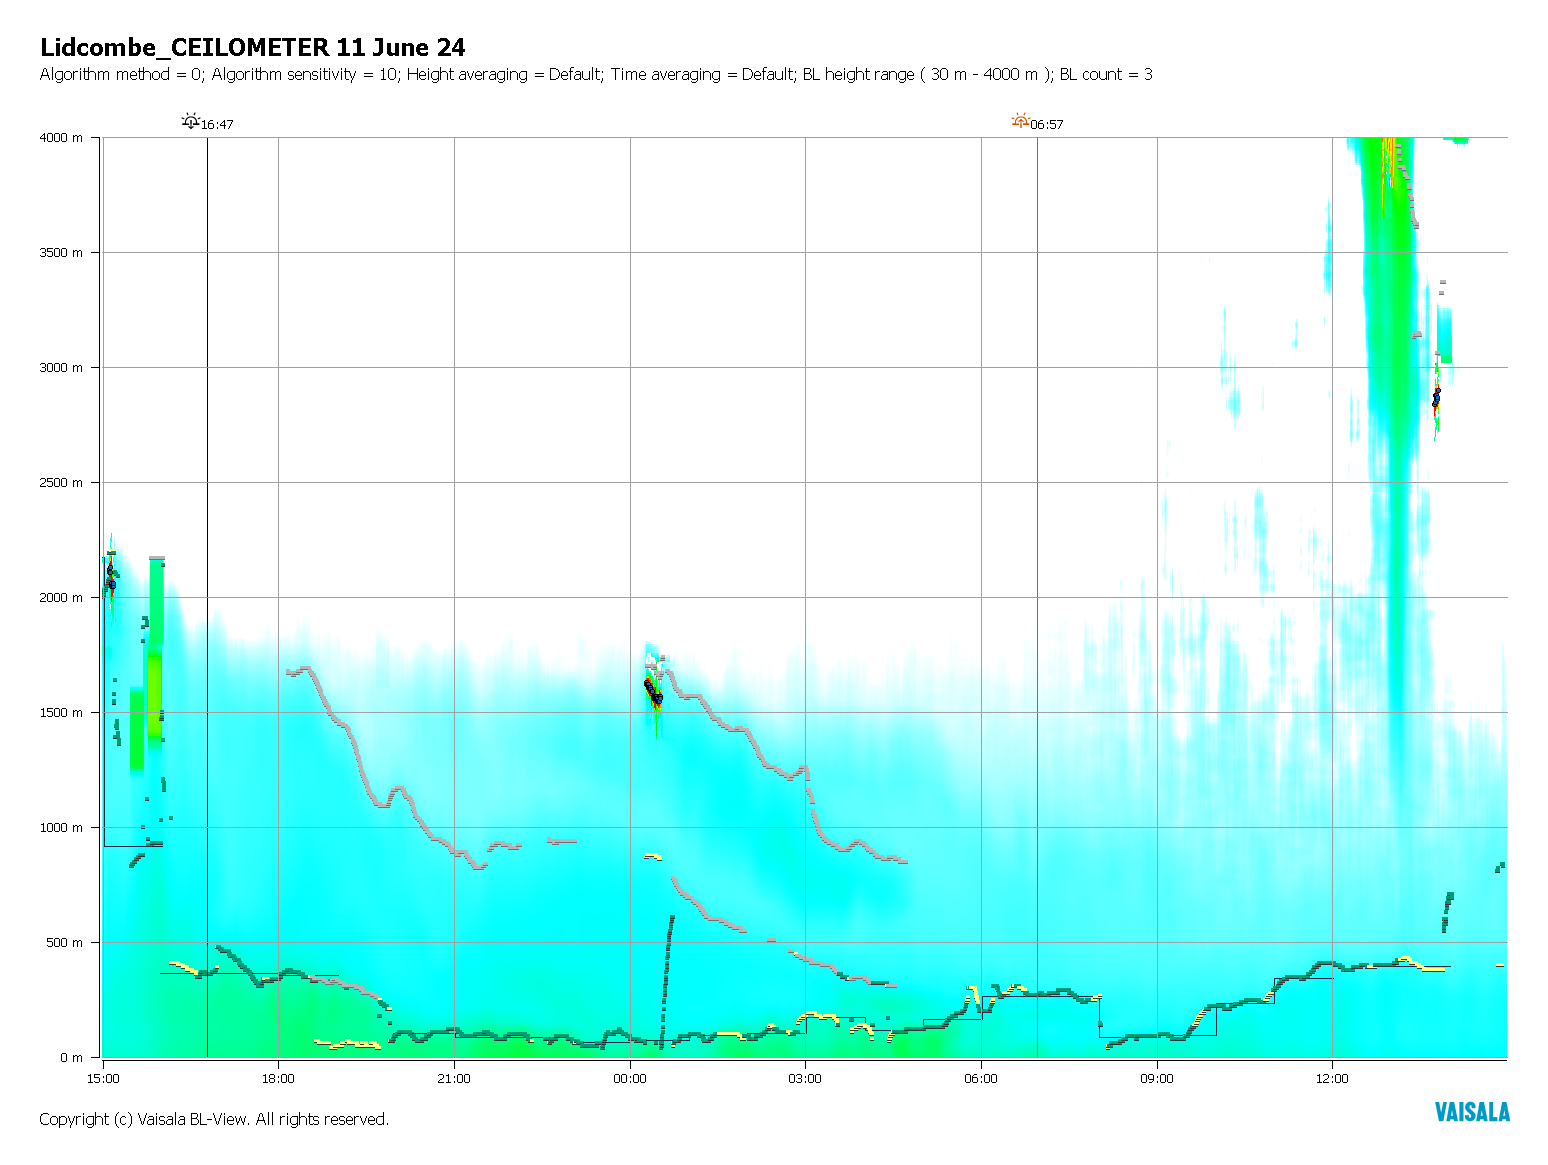 Lidcombe_CEILOMETER 11 June 24
Algorithm method = 0; Algorithm sensitivity = 10; Height averaging = Default; Time averaging = Default; BL height range ( 30 m - 4000 m ); BL count = 3
16:47
06:57
4000 m
3500 m
3000 m
2500 m
2000 m
1500 m
1000 m
500 m
0 m
15:00 18:00 21:00 00:00 03:00 06:00 09:00 12:00
Copyright (c) Vaisala BL-View. All rights reserved.
VAISALA